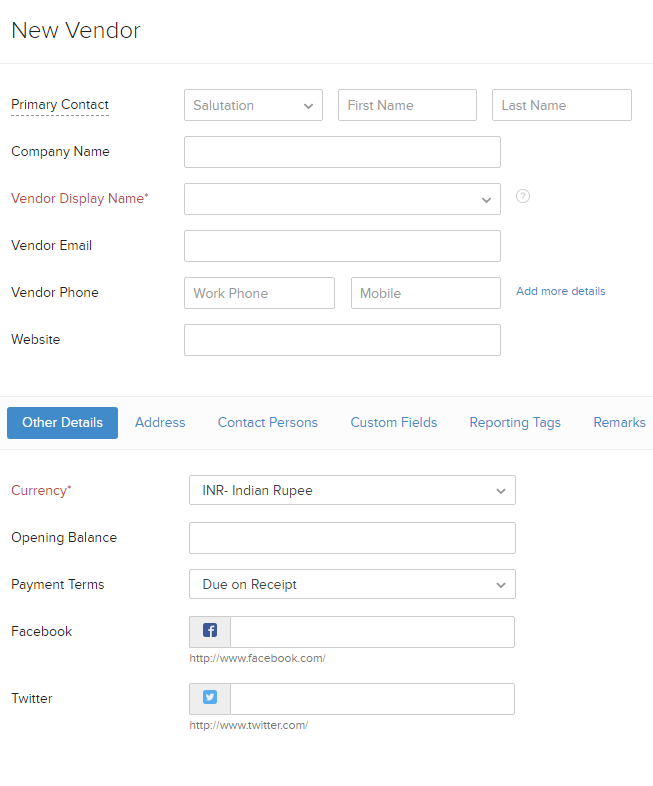 New Vendor
Primary Contact Salutation First Name Last Name
Company Name
Vendor Display Name* ?
Vendor Email
Vendor Phone Work Phone Mobile Add more details
Website
Other Details Address Contact Persons Custom Fields Reporting Tags Remarks
Currency* INR- Indian Rupee
Opening Balance
Payment Terms Due on Receipt
Facebook
http://www.facebook.com/
Twitter
http://www.twitter.com/